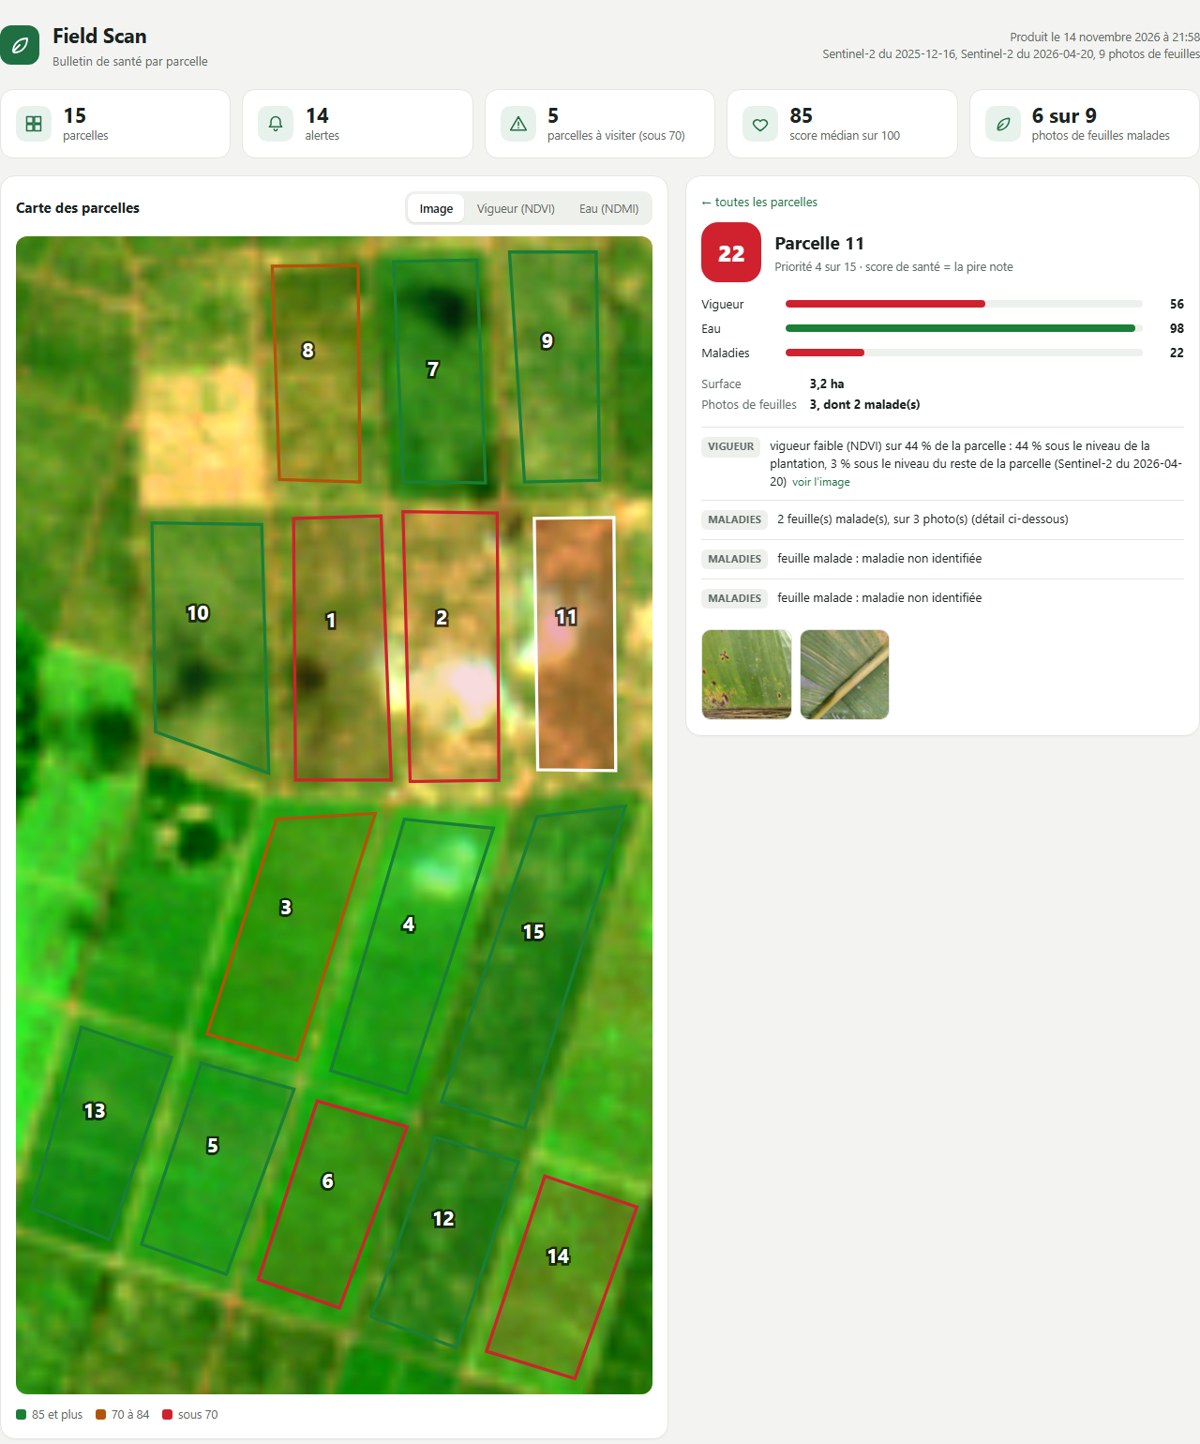 Field Scan
Bulletin de santé par parcelle
Produit le 14 novembre 2026 à 21:58
Sentinel-2 du 2025-12-16, Sentinel-2 du 2026-04-20, 9 photos de feuilles
15
parcelles
14
alertes
5
parcelles à visiter (sous 70)
85
score médian sur 100
6 sur 9
photos de feuilles malades
Carte des parcelles
Image
Vigueur (NDVI)
Eau (NDMI)
8
7
9
10
1
2
11
3
4
15
13
5
6
12
14
85 et plus
70 à 84
sous 70
← toutes les parcelles
22
Parcelle 11
Priorité 4 sur 15 · score de santé = la pire note
Vigueur 56
Eau 98
Maladies 22
Surface 3,2 ha
Photos de feuilles 3, dont 2 malade(s)
VIGUEUR vigueur faible (NDVI) sur 44 % de la parcelle : 44 % sous le niveau de la
plantation, 3 % sous le niveau du reste de la parcelle (Sentinel-2 du 2026-04-
20) voir l'image
MALADIES 2 feuille(s) malade(s), sur 3 photo(s) (détail ci-dessous)
MALADIES feuille malade : maladie non identifiée
MALADIES feuille malade : maladie non identifiée